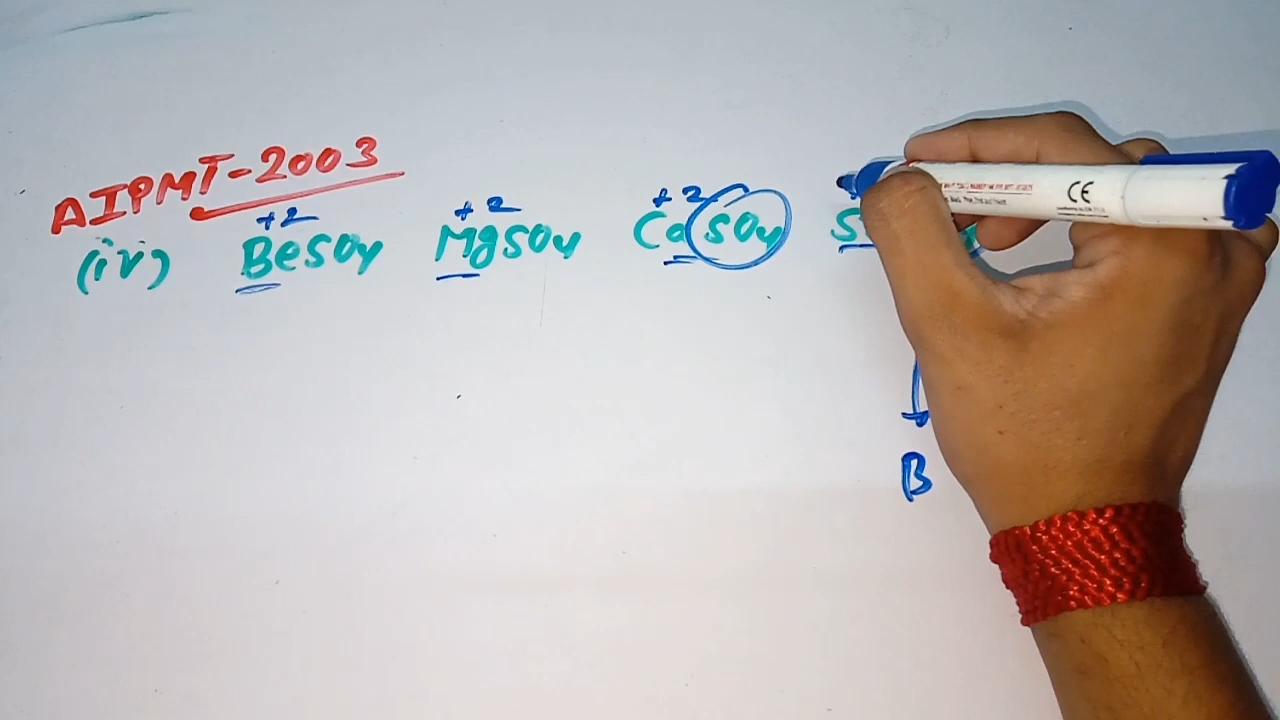 AIPMT-2003
+2 +2 +2
(iv) BeSO4 MgSO4 CaSO4 S
B
CE